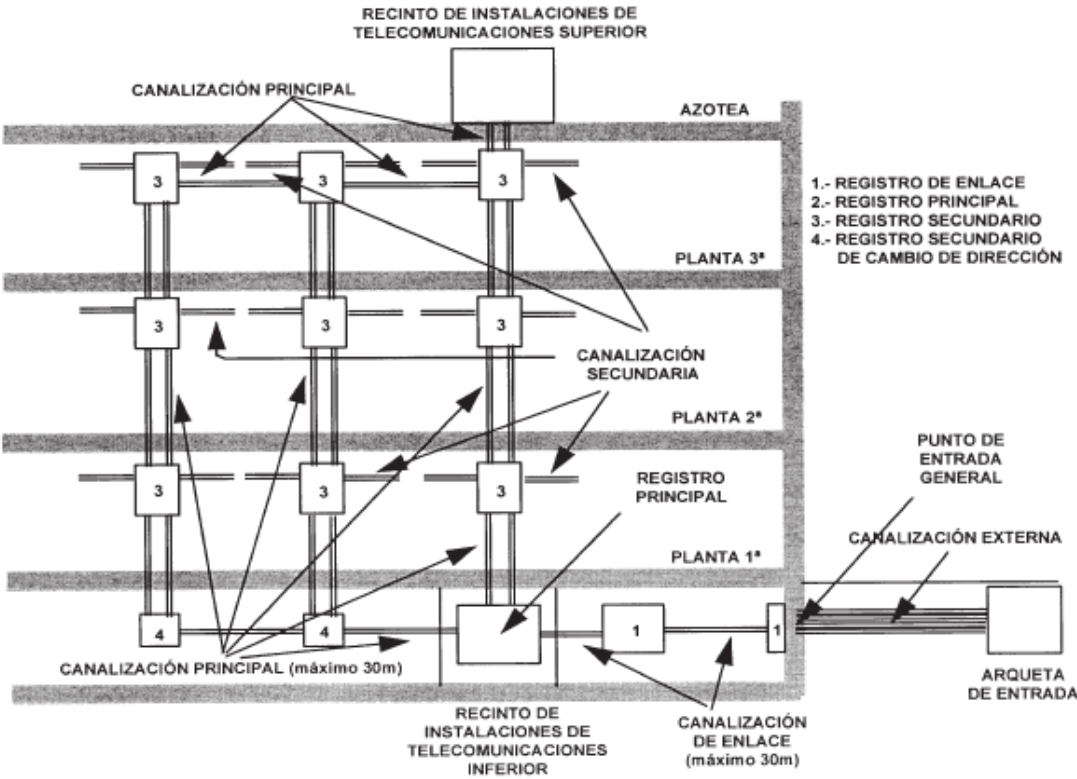 RECINTO DE INSTALACIONES DE
TELECOMUNICACIONES SUPERIOR
CANALIZACIÓN PRINCIPAL
AZOTEA
3
3
3
1.- REGISTRO DE ENLACE
2.- REGISTRO PRINCIPAL
3.- REGISTRO SECUNDARIO
4.- REGISTRO SECUNDARIO
DE CAMBIO DE DIRECCIÓN
PLANTA 3ª
3
3
3
CANALIZACIÓN
SECUNDARIA
PLANTA 2ª
3
3
3
REGISTRO
PRINCIPAL
PUNTO DE
ENTRADA
GENERAL
CANALIZACIÓN EXTERNA
PLANTA 1ª
4
4
1
1
CANALIZACIÓN PRINCIPAL (máximo 30m)
ARQUETA
DE ENTRADA
RECINTO DE
INSTALACIONES DE
TELECOMUNICACIONES
INFERIOR
CANALIZACIÓN
DE ENLACE
(máximo 30m)